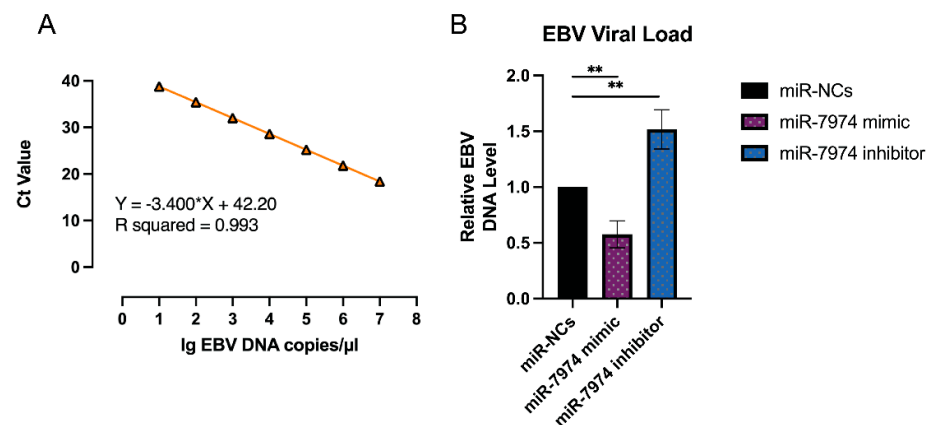 A
Ct Value
40
30
20
10
0
Y = -3.400*X + 42.20
R squared = 0.993
0 1 2 3 4 5 6 7 8
lg EBV DNA copies/µl
B
EBV Viral Load
**
**
Relative EBV
DNA Level
2.0
1.5
1.0
0.5
0.0
miR-NCs
miR-7974 mimic
miR-7974 inhibitor
miR-NCs
miR-7974 mimic
miR-7974 inhibitor